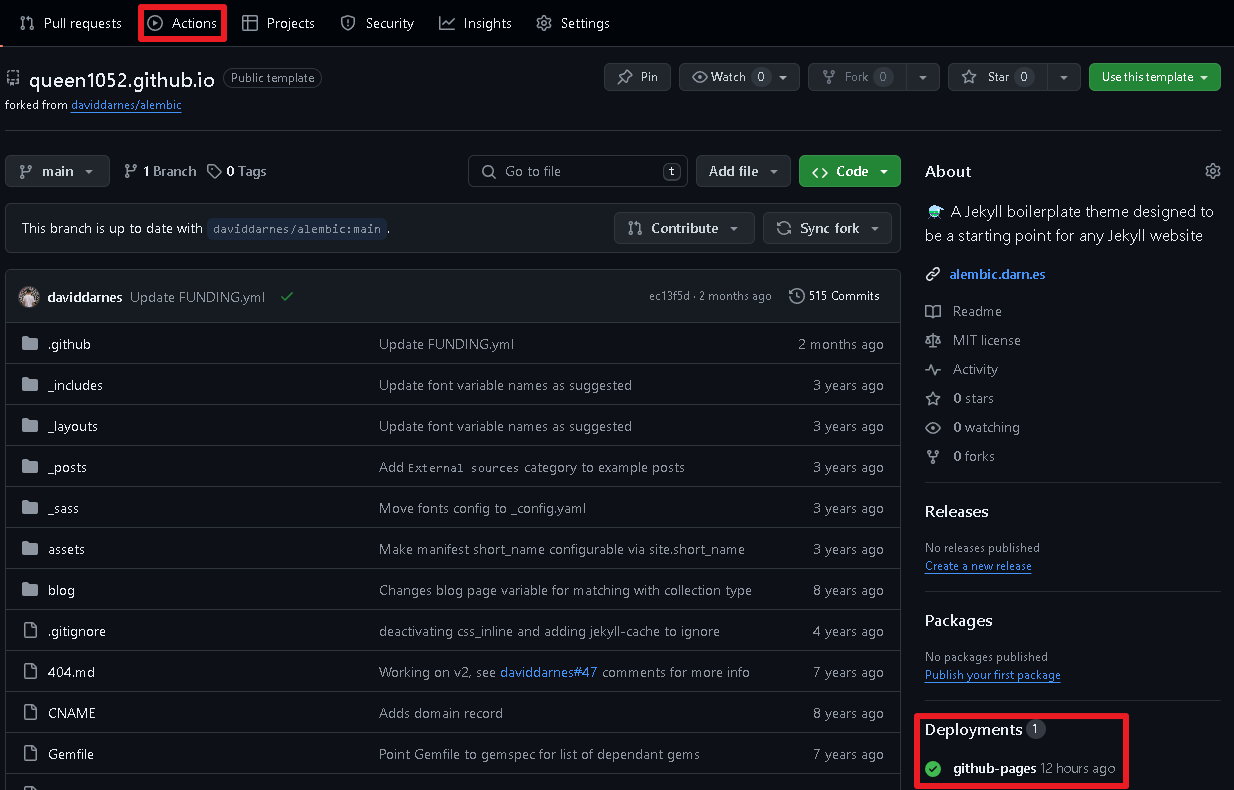 Pull requests Actions Projects Security Insights Settings
queen1052.github.io Public template Pin Watch 0 Fork 0 Star 0 Use this template
forked from daviddarnes/alembic
main 1 Branch 0 Tags Go to file t Add file Code
This branch is up to date with daviddarnes/alembic:main . Contribute Sync fork
daviddarnes Update FUNDING.yml ec13f5d · 2 months ago 515 Commits
.github Update FUNDING.yml 2 months ago
_includes Update font variable names as suggested 3 years ago
_layouts Update font variable names as suggested 3 years ago
_posts Add External sources category to example posts 3 years ago
_sass Move fonts config to _config.yaml 3 years ago
assets Make manifest short_name configurable via site.short_name 3 years ago
blog Changes blog page variable for matching with collection type 8 years ago
.gitignore deactivating css_inline and adding jekyll-cache to ignore 4 years ago
404.md Working on v2, see daviddarnes#47 comments for more info 7 years ago
CNAME Adds domain record 8 years ago
Gemfile Point Gemfile to gemspec for list of dependant gems 7 years ago
About
A Jekyll boilerplate theme designed to
be a starting point for any Jekyll website
alembic.darn.es
Readme
MIT license
Activity
0 stars
0 watching
0 forks
Releases
No releases published
Create a new release
Packages
No packages published
Publish your first package
Deployments 1
github-pages 12 hours ago